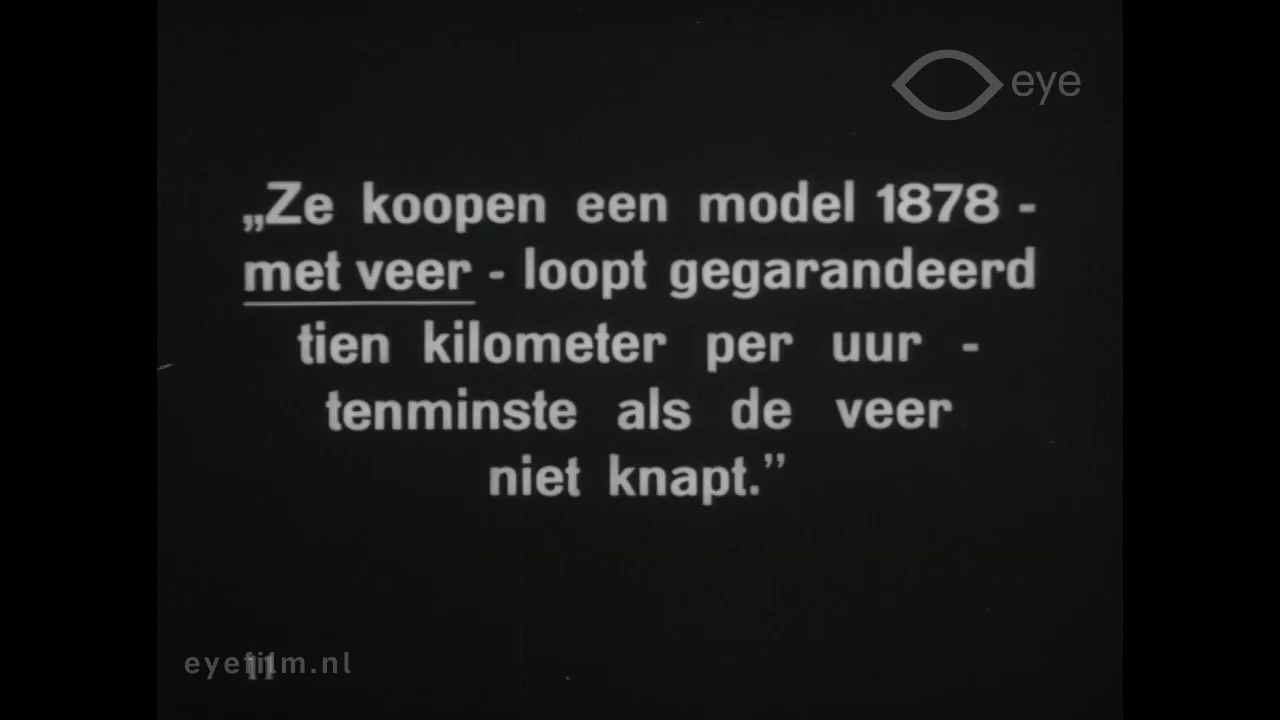 eye
„Ze koopen een model 1878 -
met veer - loopt gegarandeerd
tien kilometer per uur -
tenminste als de veer
niet knapt.”
eyefilm.nl
11